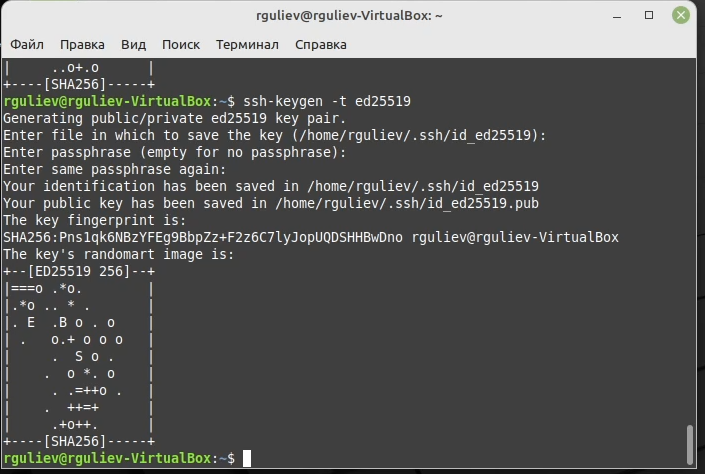 rguliev@rguliev-VirtualBox: ~
Файл Правка Вид Поиск Терминал Справка
|     ..o+.o      |
+----[SHA256]-----+
rguliev@rguliev-VirtualBox:~$ ssh-keygen -t ed25519
Generating public/private ed25519 key pair.
Enter file in which to save the key (/home/rguliev/.ssh/id_ed25519):
Enter passphrase (empty for no passphrase):
Enter same passphrase again:
Your identification has been saved in /home/rguliev/.ssh/id_ed25519
Your public key has been saved in /home/rguliev/.ssh/id_ed25519.pub
The key fingerprint is:
SHA256:Pns1qk6NBzYFEg9BbpZz+F2z6C7lyJopUQDSHHBwDno rguliev@rguliev-VirtualBox
The key's randomart image is:
+--[ED25519 256]--+
|===o .*o.        |
|.*o .. * .       |
|. E  .B o . o    |
| .   o.+ o o o   |
|     .  S o .    |
|    .  o *. o    |
|     . .=++o .   |
|    .  ++=+      |
|     .+o++.      |
+----[SHA256]-----+
rguliev@rguliev-VirtualBox:~$